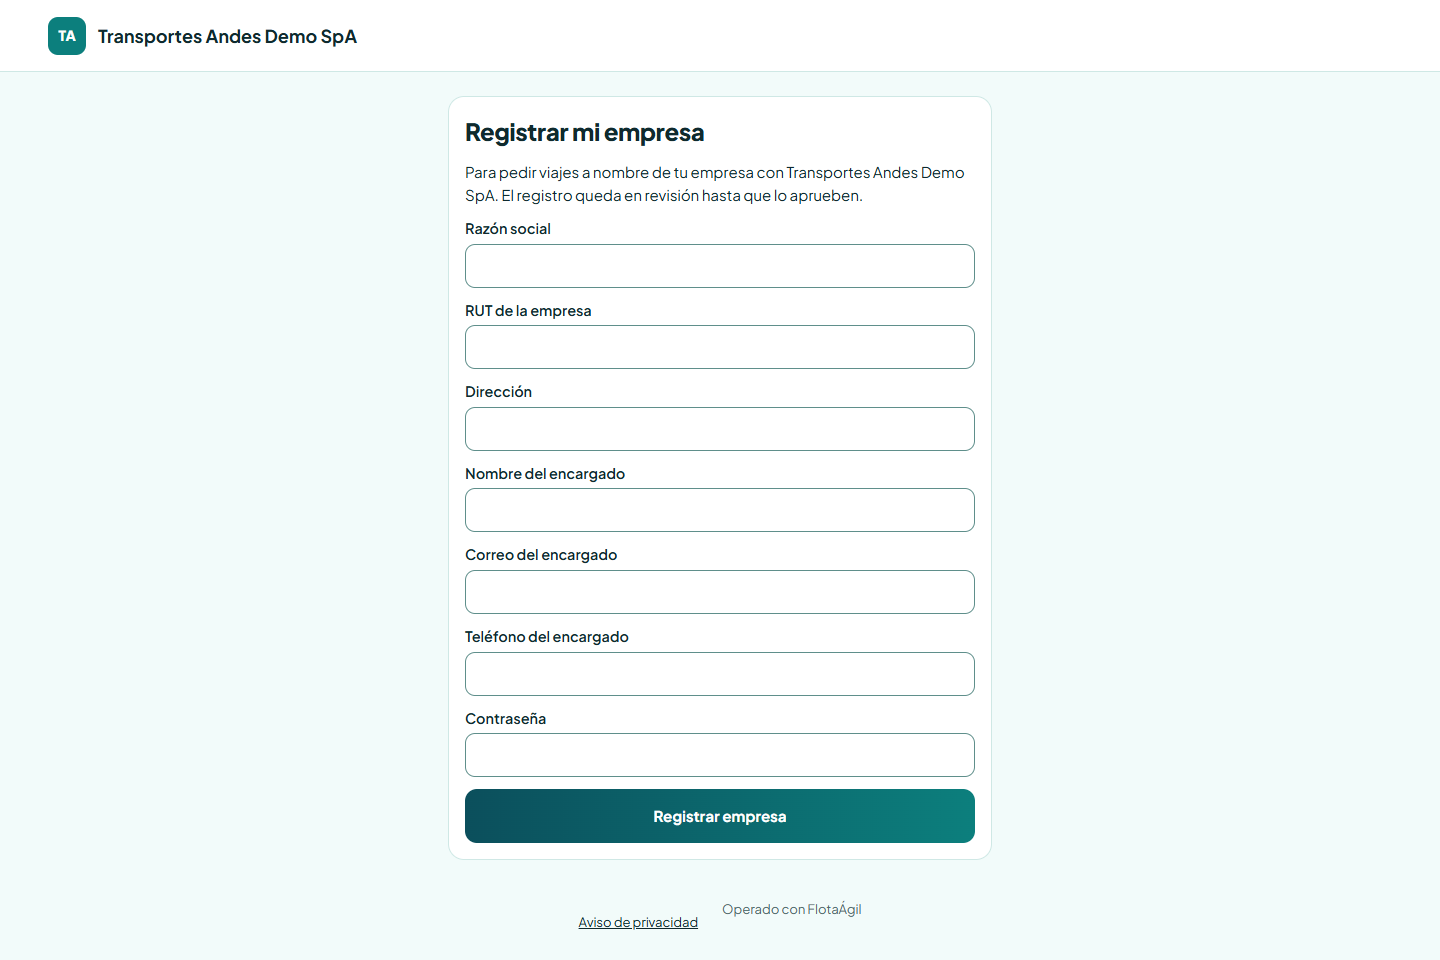 TA
Transportes Andes Demo SpA
Registrar mi empresa
Para pedir viajes a nombre de tu empresa con Transportes Andes Demo
SpA. El registro queda en revisión hasta que lo aprueben.
Razón social
RUT de la empresa
Dirección
Nombre del encargado
Correo del encargado
Teléfono del encargado
Contraseña
Registrar empresa
Aviso de privacidad
Operado con FlotaÁgil